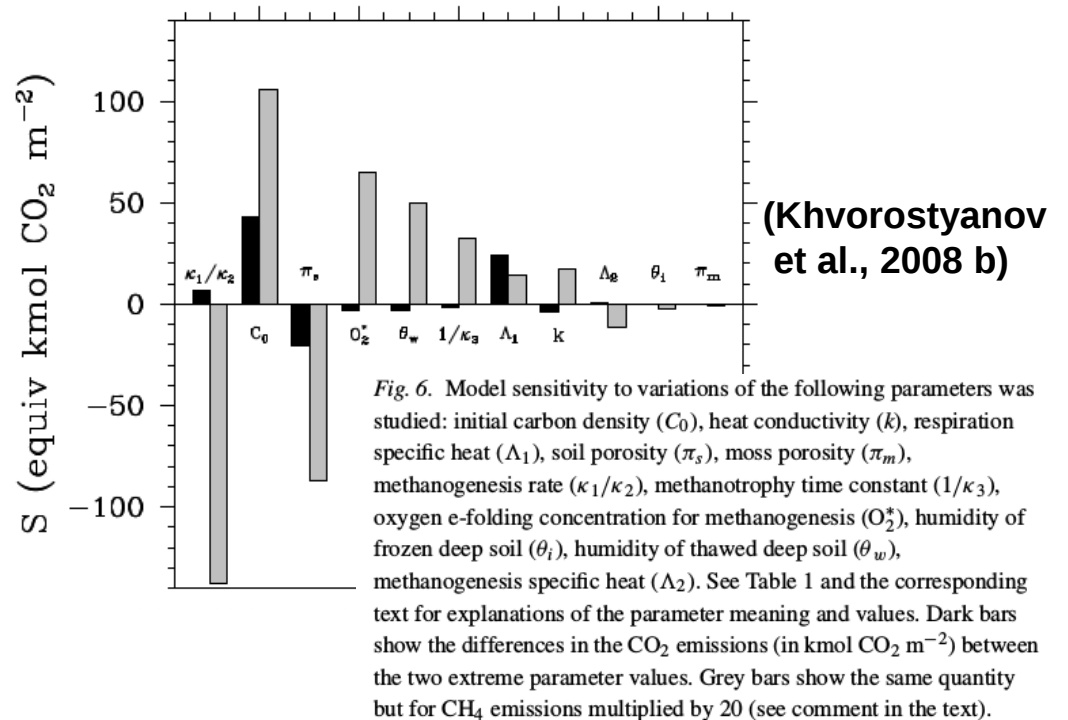 S (equiv kmol CO₂ m⁻²)
100
50
0
−50
−100
κ₁/κ₂
C₀
πₛ
O₂*
θ_w
1/κ₃
Λ₁
k
Λ₂
θᵢ
πₘ
(Khvorostyanov
et al., 2008 b)
Fig. 6. Model sensitivity to variations of the following parameters was
studied: initial carbon density (C₀), heat conductivity (k), respiration
specific heat (Λ₁), soil porosity (πₛ), moss porosity (πₘ),
methanogenesis rate (κ₁/κ₂), methanotrophy time constant (1/κ₃),
oxygen e-folding concentration for methanogenesis (O₂*), humidity of
frozen deep soil (θᵢ), humidity of thawed deep soil (θ_w),
methanogenesis specific heat (Λ₂). See Table 1 and the corresponding
text for explanations of the parameter meaning and values. Dark bars
show the differences in the CO₂ emissions (in kmol CO₂ m⁻²) between
the two extreme parameter values. Grey bars show the same quantity
but for CH₄ emissions multiplied by 20 (see comment in the text).